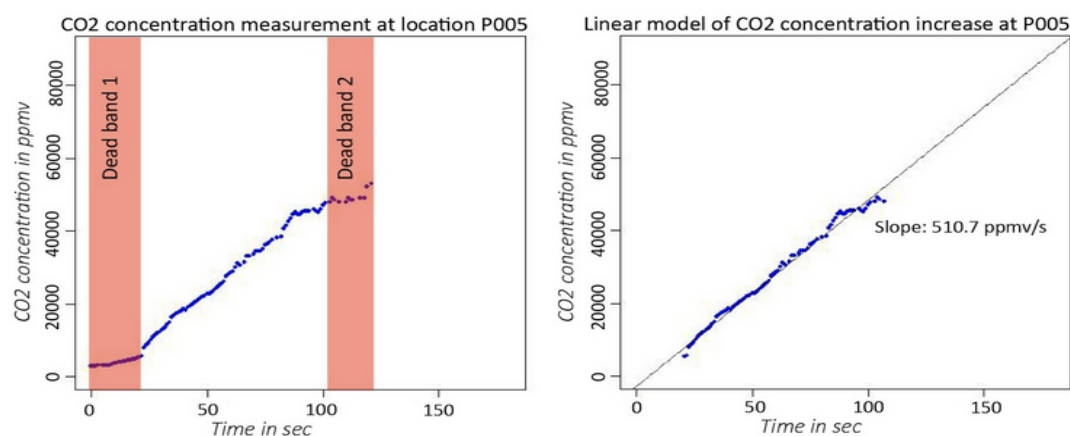 CO2 concentration measurement at location P005
CO2 concentration in ppmv
80000
60000
40000
20000
0
Dead band 1
Dead band 2
0 50 100 150
Time in sec
Linear model of CO2 concentration increase at P005
CO2 concentration in ppmv
80000
60000
40000
20000
0
Slope: 510.7 ppmv/s
0 50 100 150
Time in sec